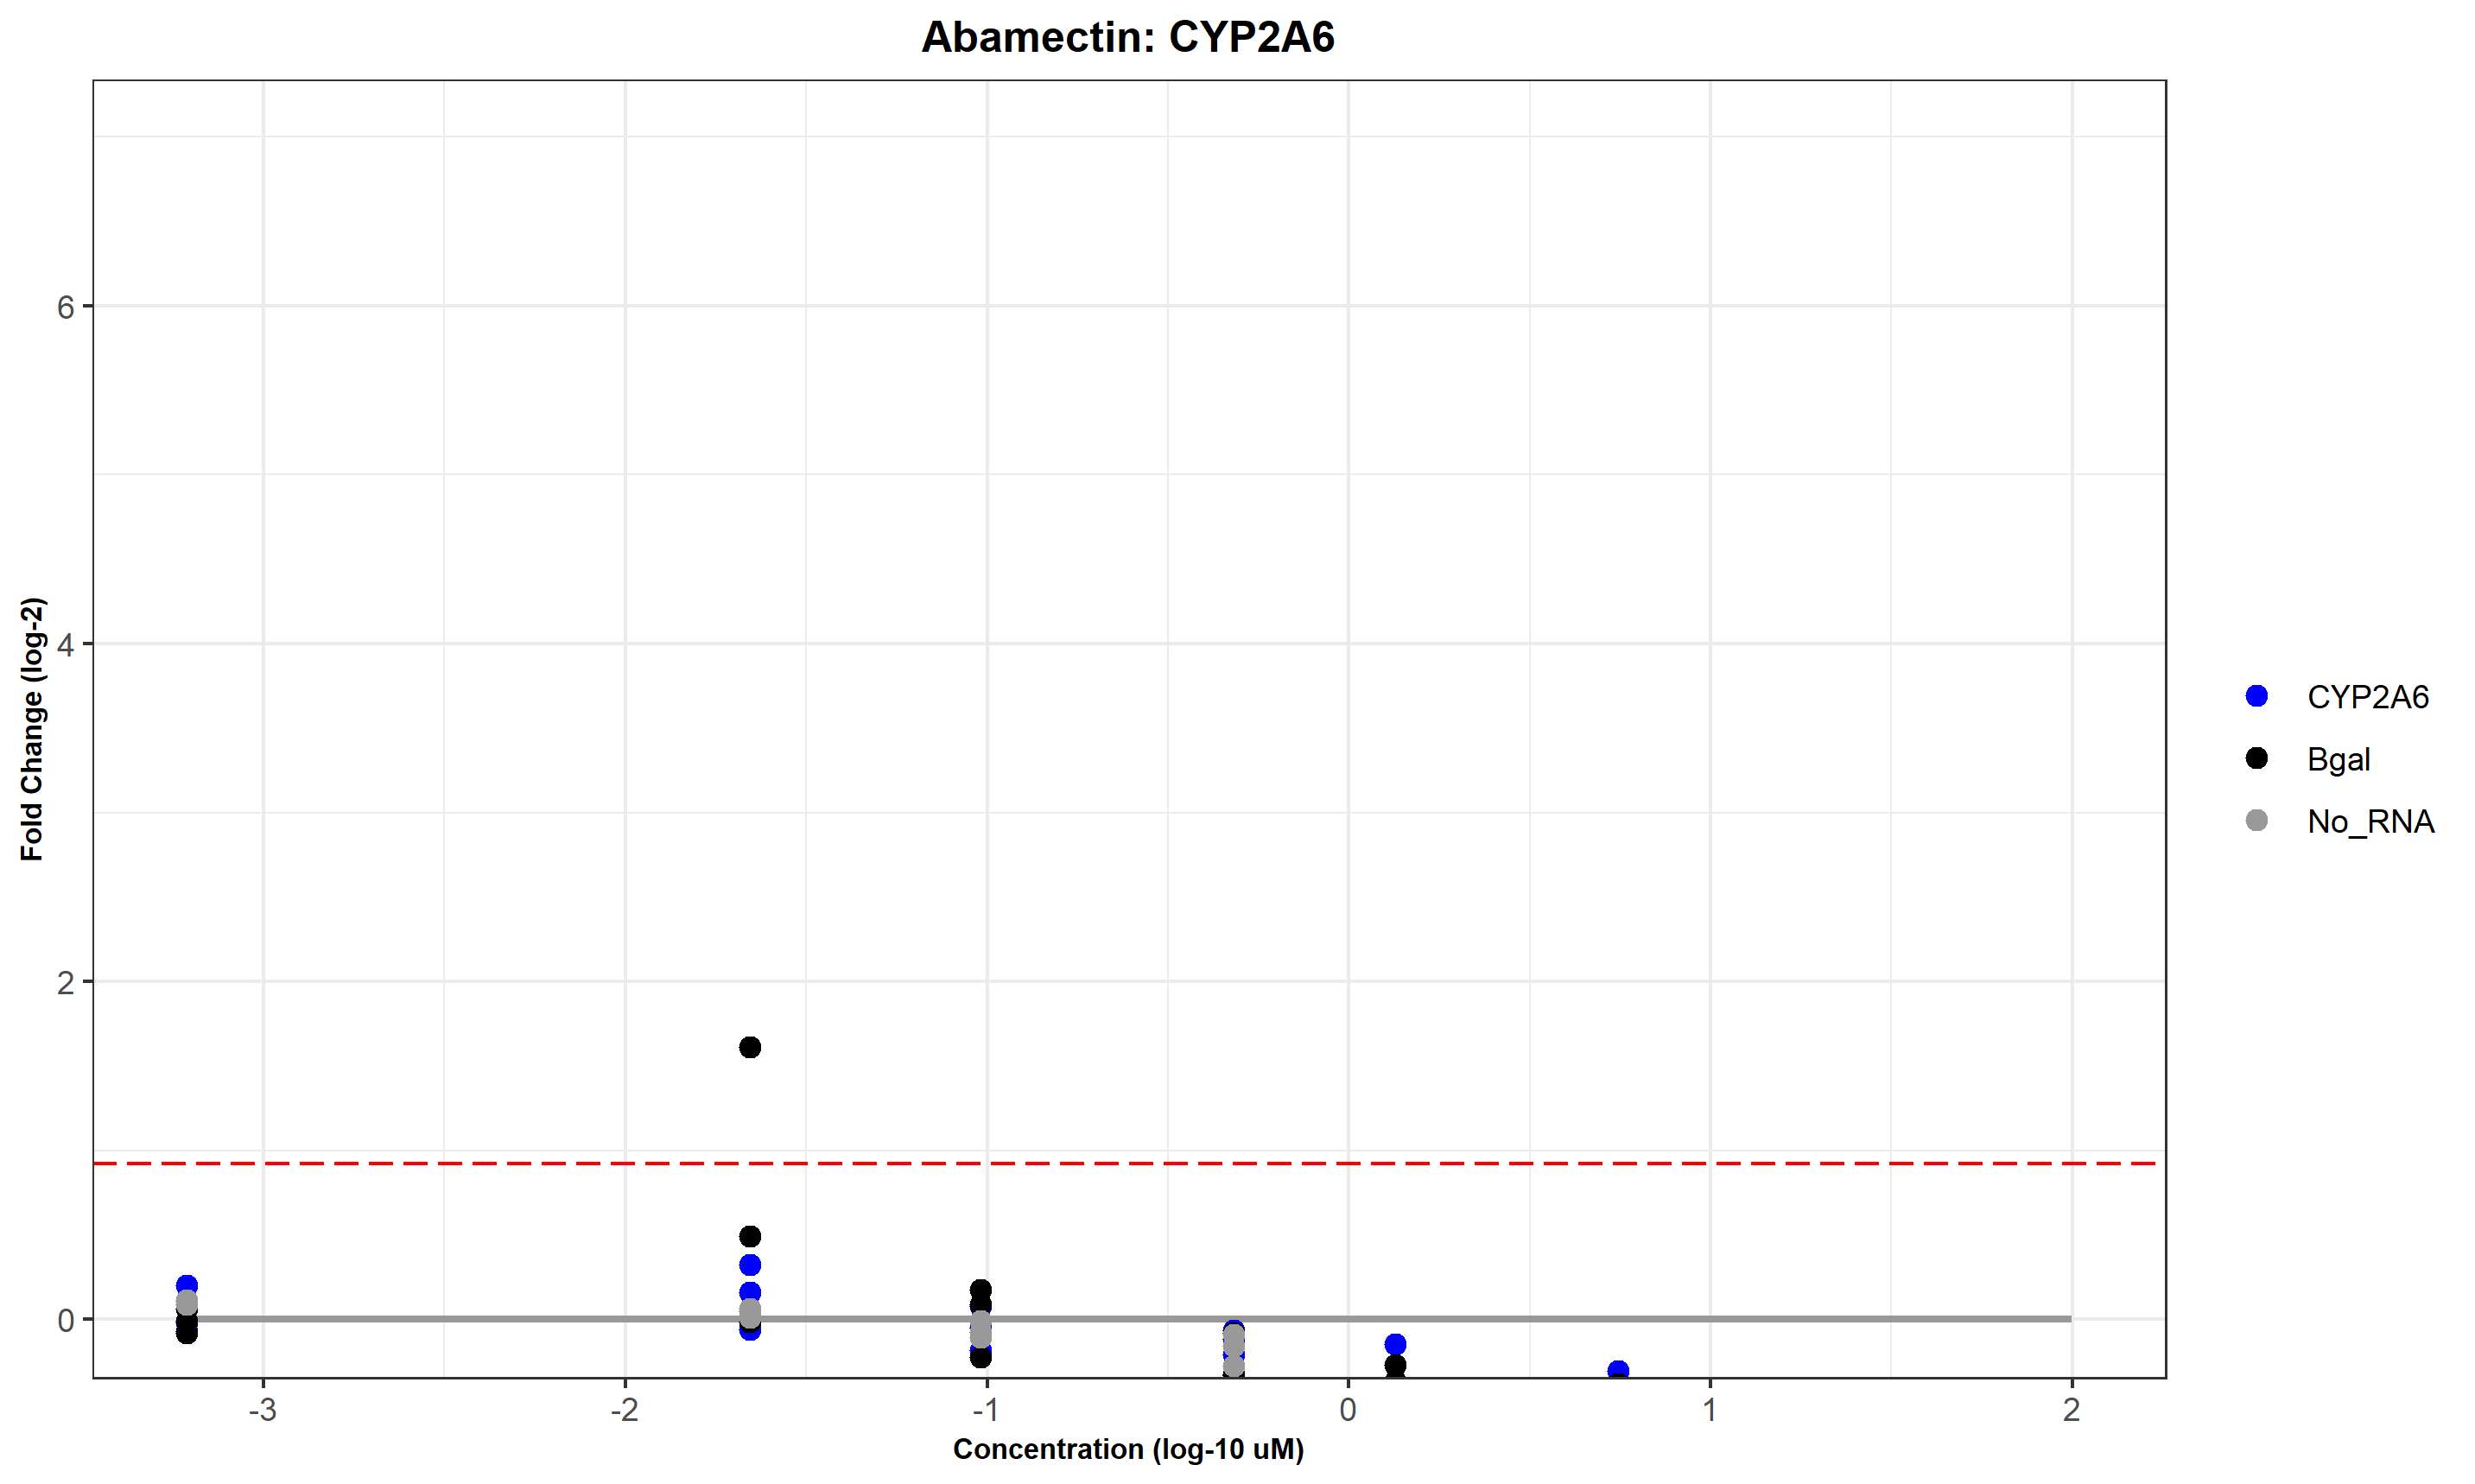 Abamectin: CYP2A6
Fold Change (log-2)
6
4
2
0
-3
-2
-1
0
1
2
Concentration (log-10 uM)
CYP2A6
Bgal
No_RNA